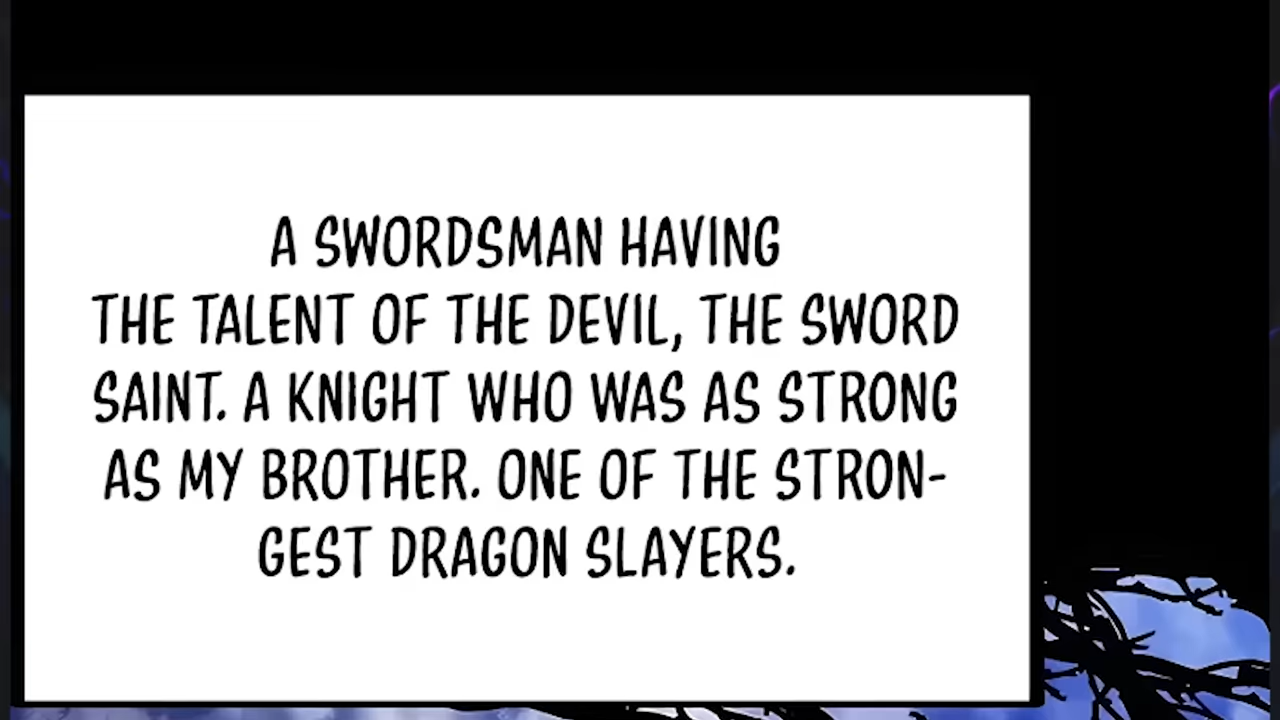 A SWORDSMAN HAVING
THE TALENT OF THE DEVIL, THE SWORD
SAINT. A KNIGHT WHO WAS AS STRONG
AS MY BROTHER. ONE OF THE STRON-
GEST DRAGON SLAYERS.